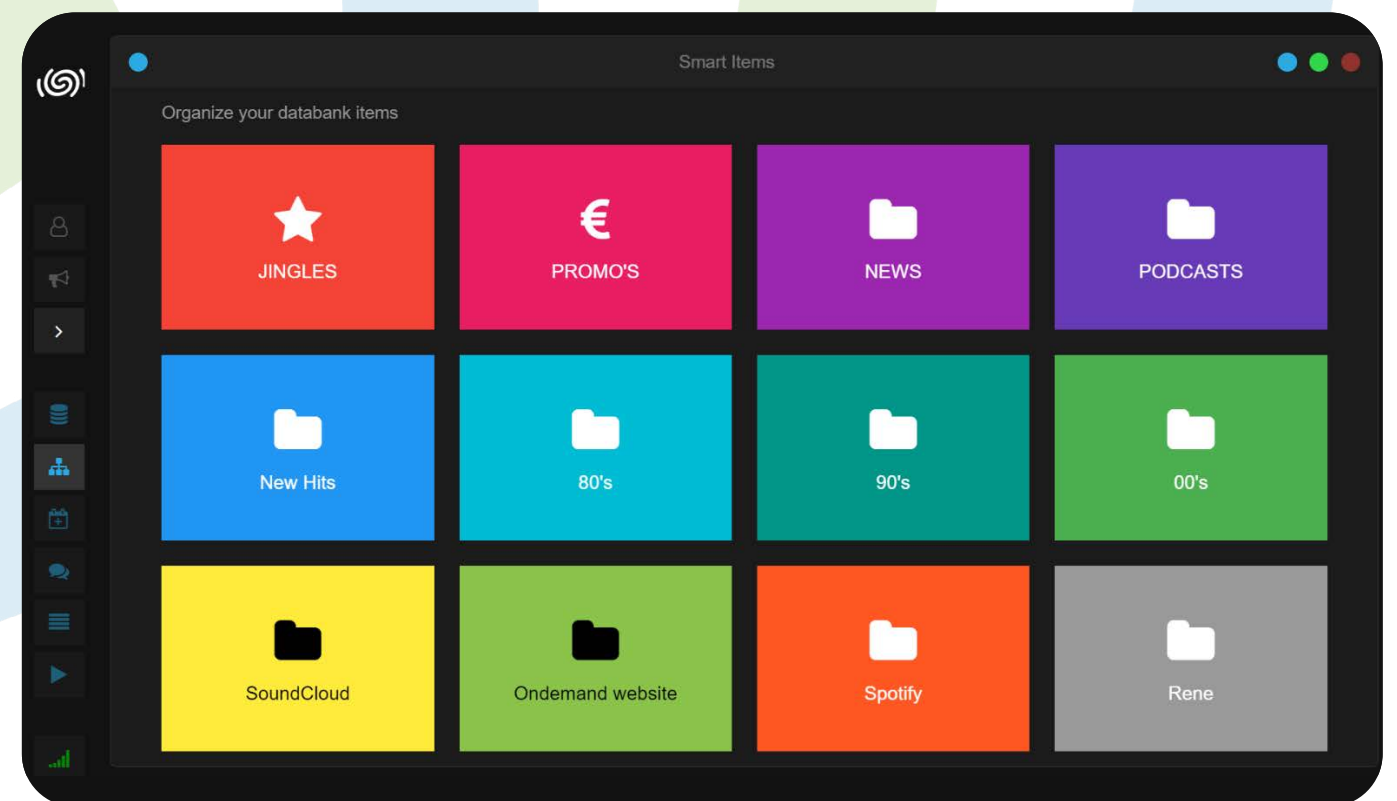 Smart Items
Organize your databank items
JINGLES
PROMO'S
NEWS
PODCASTS
New Hits
80's
90's
00's
SoundCloud
Ondemand website
Spotify
Rene